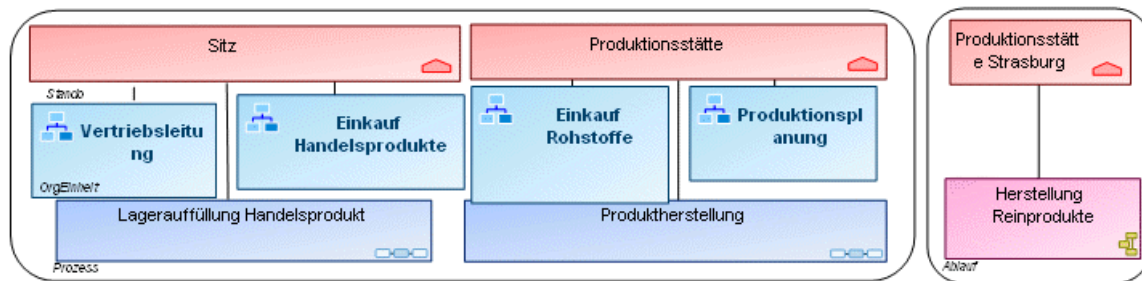 Sitz
Produktionsstätte
Produktionsstätt
e Strasburg
Stando
Vertriebsleitu
ng
Einkauf
Handelsprodukte
Einkauf
Rohstoffe
Produktionspl
anung
OrgEinheit
Lagerauffüllung Handelsprodukt
Produktherstellung
Herstellung
Reinprodukte
Prozess
Ablauf